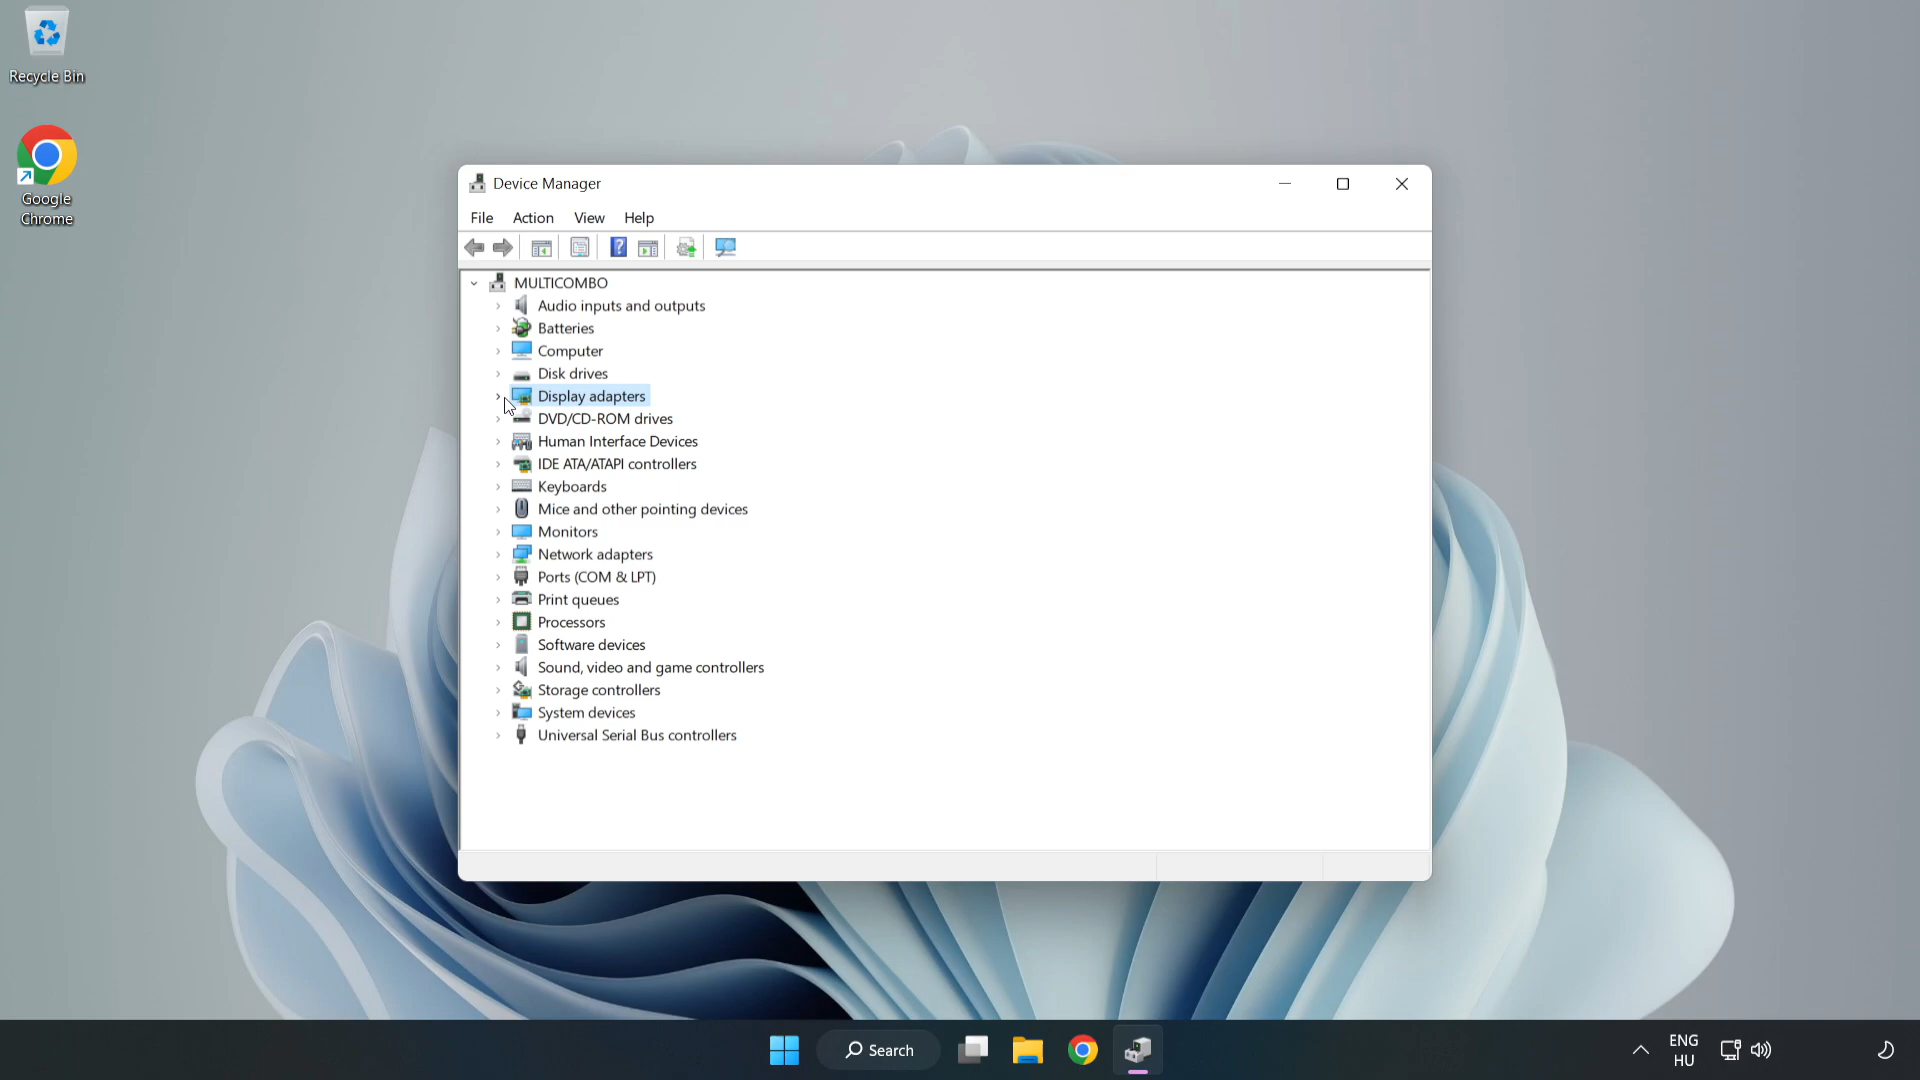 Recycle Bin
Google
Chrome
Device Manager
File Action View Help
MULTICOMBO
Audio inputs and outputs
Batteries
Computer
Disk drives
Display adapters
DVD/CD-ROM drives
Human Interface Devices
IDE ATA/ATAPI controllers
Keyboards
Mice and other pointing devices
Monitors
Network adapters
Ports (COM & LPT)
Print queues
Processors
Software devices
Sound, video and game controllers
Storage controllers
System devices
Universal Serial Bus controllers
Search
ENG
HU